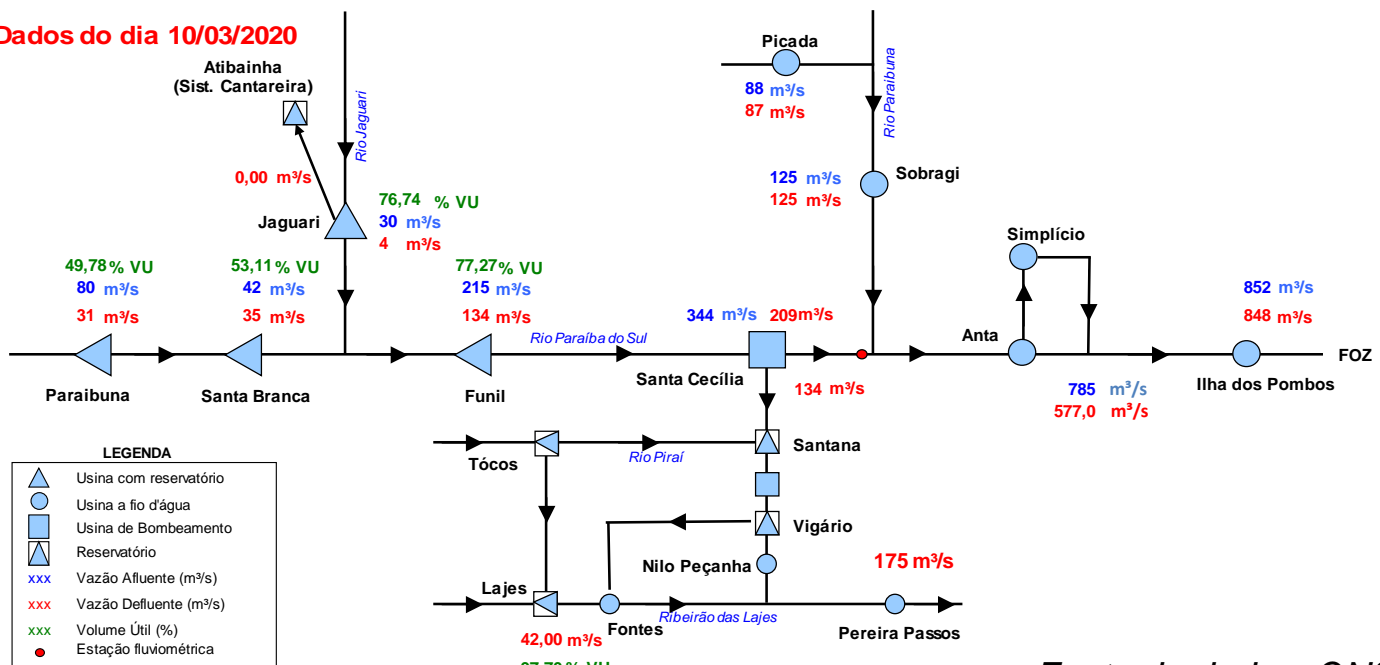 Dados do dia 10/03/2020
Atibainha
(Sist. Cantareira)
Rio Jaguari
0,00 m³/s
Jaguari
76,74 % VU
30 m³/s
4 m³/s
Picada
88 m³/s
87 m³/s
Rio Paraibuna
125 m³/s
125 m³/s
Sobragi
Simplício
49,78 % VU
80 m³/s
31 m³/s
Paraibuna
53,11 % VU
42 m³/s
35 m³/s
Santa Branca
77,27 % VU
215 m³/s
134 m³/s
Funil
Rio Paraíba do Sul
344 m³/s 209 m³/s
Santa Cecília
134 m³/s
Anta
785 m³/s
577,0 m³/s
852 m³/s
848 m³/s
Ilha dos Pombos
FOZ
Tócos
Rio Piraí
Santana
Vigário
Nilo Peçanha
175 m³/s
Lajes
Fontes
Ribeirão das Lajes
Pereira Passos
42,00 m³/s
LEGENDA
Usina com reservatório
Usina a fio d'água
Usina de Bombeamento
Reservatório
xxx Vazão Afluente (m³/s)
xxx Vazão Defluente (m³/s)
xxx Volume Útil (%)
Estação fluviométrica